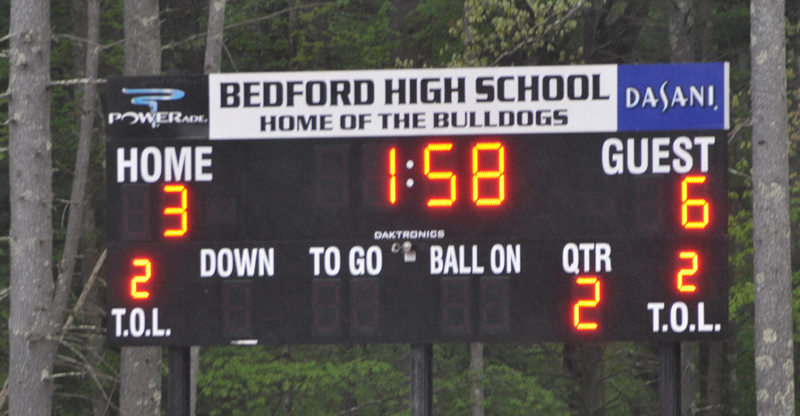 POWERADE
BEDFORD HIGH SCHOOL
DASANI
HOME OF THE BULLDOGS
HOME 1:58 GUEST
3 6
DAKTRONICS
2 DOWN TO GO BALL ON QTR 2
T.O.L. 2 T.O.L.